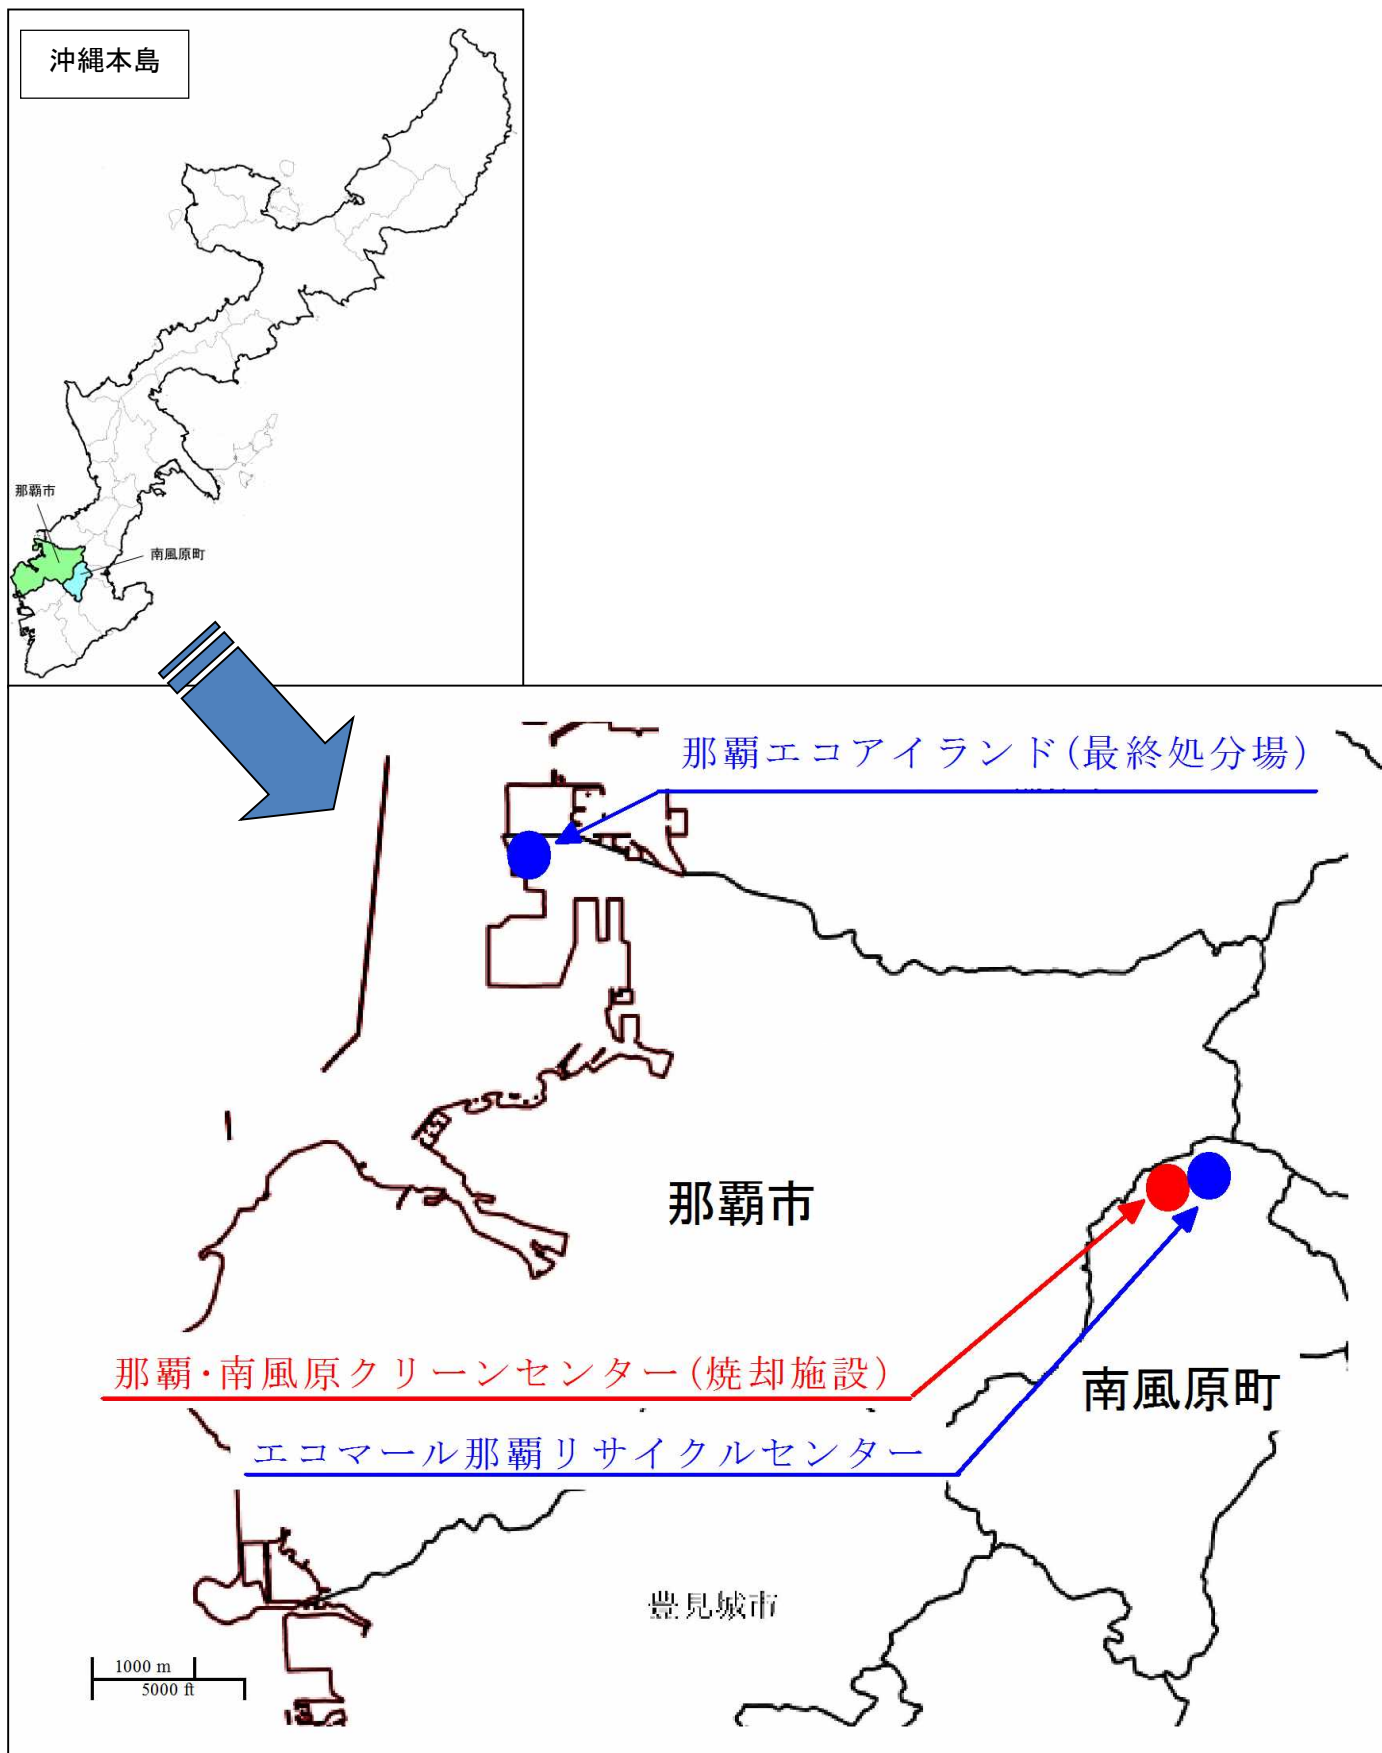 沖縄本島
那覇市
南風原町
那覇エコアイランド(最終処分場)
那覇市
那覇・南風原クリーンセンター(焼却施設)
南風原町
エコマール那覇リサイクルセンター
豊見城市
1000 m
5000 ft